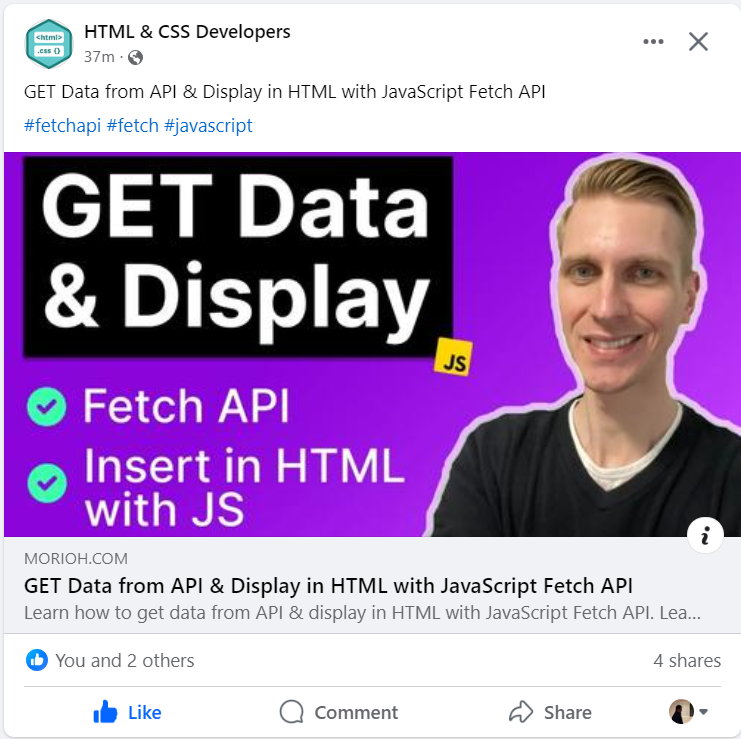 <html>
.css {}
HTML & CSS Developers
37m ·
GET Data from API & Display in HTML with JavaScript Fetch API
#fetchapi #fetch #javascript
GET Data
& Display
JS
Fetch API
Insert in HTML
with JS
i
MORIOH.COM
GET Data from API & Display in HTML with JavaScript Fetch API
Learn how to get data from API & display in HTML with JavaScript Fetch API. Lea...
You and 2 others
4 shares
Like
Comment
Share